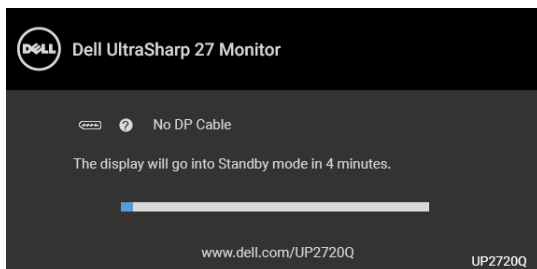 DELL Dell UltraSharp 27 Monitor
? No DP Cable
The display will go into Standby mode in 4 minutes.
www.dell.com/UP2720Q
UP2720Q